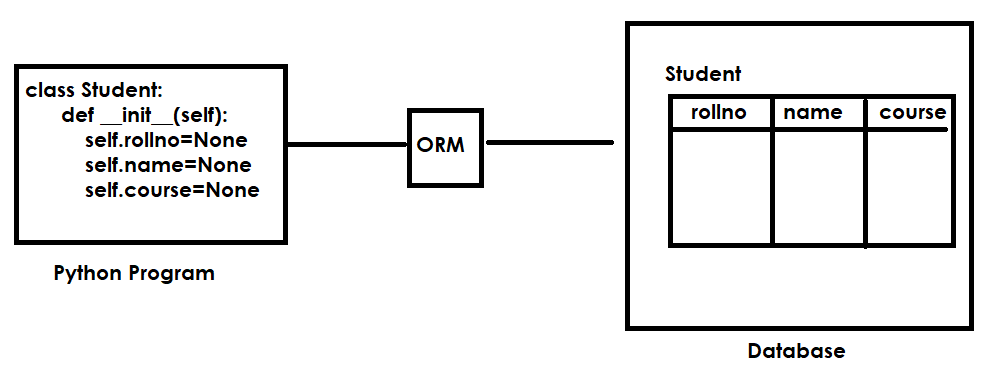 class Student:
def __init__(self):
self.rollno=None
self.name=None
self.course=None
Python Program
ORM
Student
rollno name course
Database